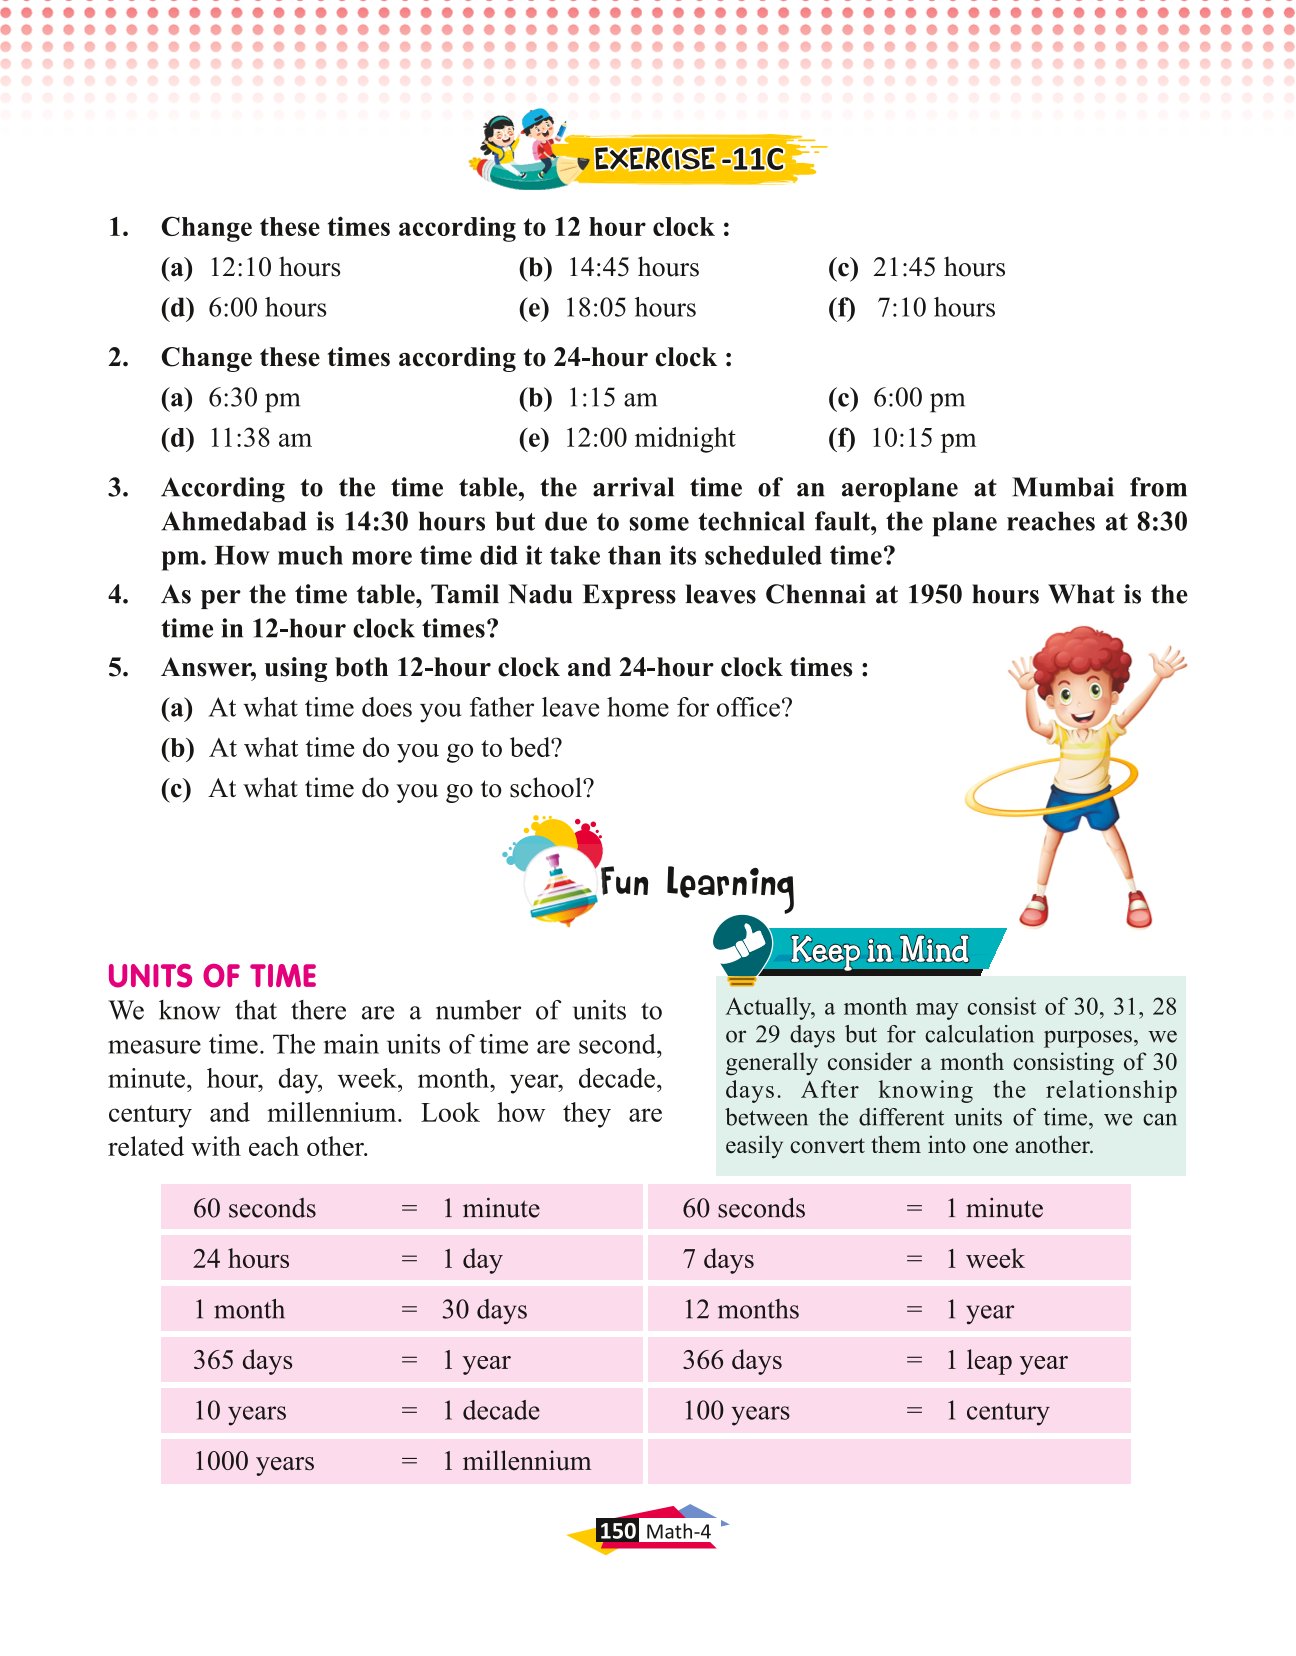 EXERCISE -11C
1. Change these times according to 12 hour clock :
(a) 12:10 hours (b) 14:45 hours (c) 21:45 hours
(d) 6:00 hours (e) 18:05 hours (f) 7:10 hours
2. Change these times according to 24-hour clock :
(a) 6:30 pm (b) 1:15 am (c) 6:00 pm
(d) 11:38 am (e) 12:00 midnight (f) 10:15 pm
3. According to the time table, the arrival time of an aeroplane at Mumbai from
Ahmedabad is 14:30 hours but due to some technical fault, the plane reaches at 8:30
pm. How much more time did it take than its scheduled time?
4. As per the time table, Tamil Nadu Express leaves Chennai at 1950 hours What is the
time in 12-hour clock times?
5. Answer, using both 12-hour clock and 24-hour clock times :
(a) At what time does you father leave home for office?
(b) At what time do you go to bed?
(c) At what time do you go to school?
Fun Learning
UNITS OF TIME
We know that there are a number of units to
measure time. The main units of time are second,
minute, hour, day, week, month, year, decade,
century and millennium. Look how they are
related with each other.
Keep in Mind
Actually, a month may consist of 30, 31, 28
or 29 days but for calculation purposes, we
generally consider a month consisting of 30
days. After knowing the relationship
between the different units of time, we can
easily convert them into one another.
60 seconds = 1 minute 60 seconds = 1 minute
24 hours = 1 day 7 days = 1 week
1 month = 30 days 12 months = 1 year
365 days = 1 year 366 days = 1 leap year
10 years = 1 decade 100 years = 1 century
1000 years = 1 millennium
150 Math-4